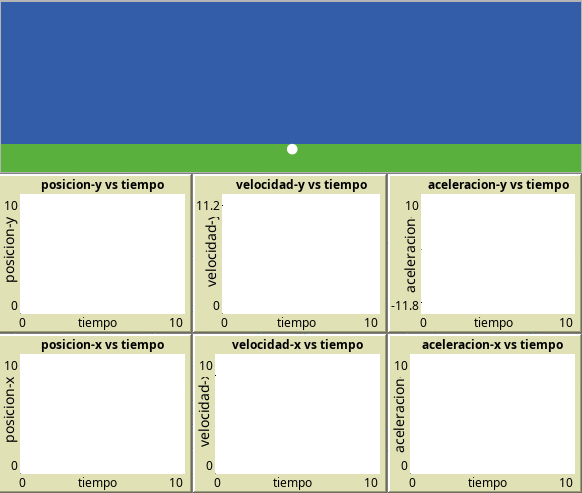 posicion-y vs tiempo
10
posicion-y
0
0 tiempo 10
velocidad-y vs tiempo
11.2
velocidad-y
0
0 tiempo 10
aceleracion-y vs tiempo
10
aceleracion
-11.8
0 tiempo 10
posicion-x vs tiempo
10
posicion-x
0
0 tiempo 10
velocidad-x vs tiempo
10
velocidad-x
0
0 tiempo 10
aceleracion-x vs tiempo
10
aceleracion
0
0 tiempo 10